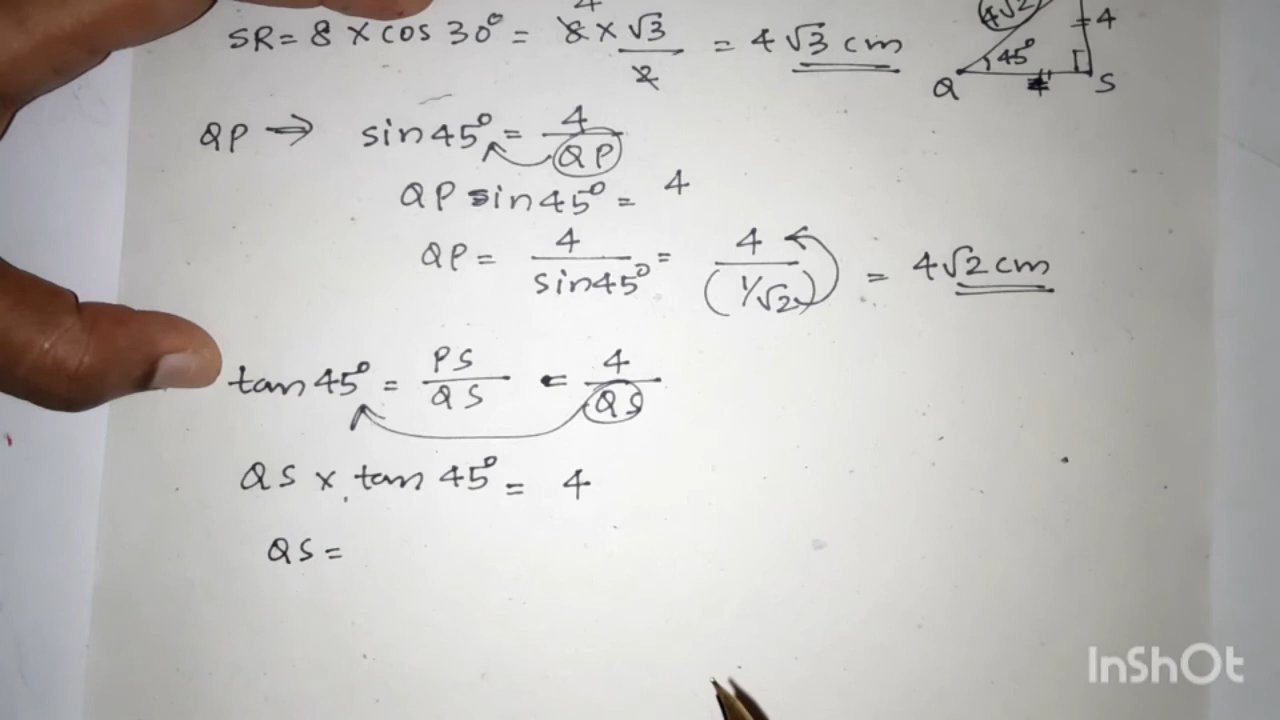 4
SR = 8 × cos 30° = 8 × √3 / 2 = 4√3 cm
4√2
4
45°
Q
4
S
QP ⇒ sin 45° = 4 / QP
QP sin 45° = 4
QP = 4 / sin 45° = 4 / (1/√2) = 4√2 cm
tan 45° = PS / QS = 4 / QS
QS × tan 45° = 4
QS =
InShOt